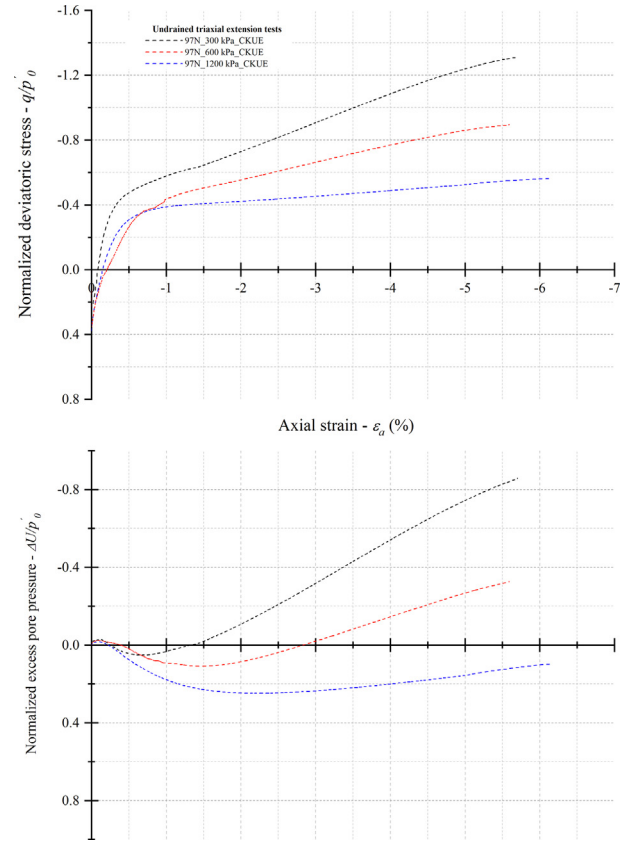 -1.6
Undrained triaxial extension tests
97N_300 kPa_CKUE
97N_600 kPa_CKUE
97N_1200 kPa_CKUE
-1.2
-0.8
-0.4
0.0
0 -1 -2 -3 -4 -5 -6 -7
0.4
0.8
Normalized deviatoric stress - q/p'0
Axial strain - εa (%)
-0.8
-0.4
0.0
0.4
0.8
Normalized excess pore pressure - ΔU/p'0